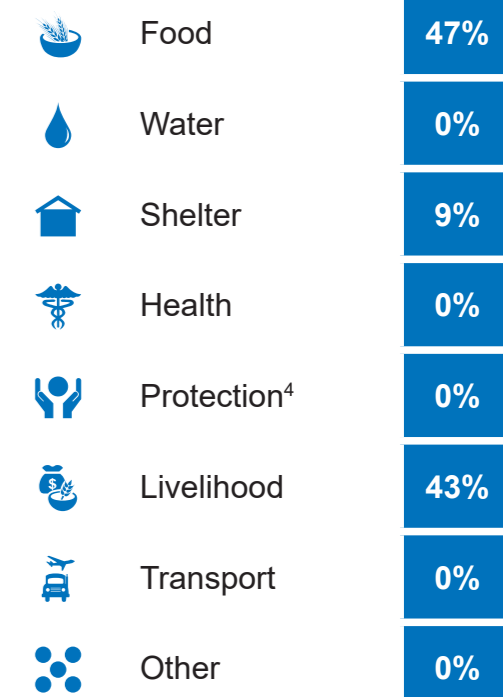 Food 47%
Water 0%
Shelter 9%
Health 0%
Protection⁴ 0%
$ Livelihood 43%
Transport 0%
Other 0%